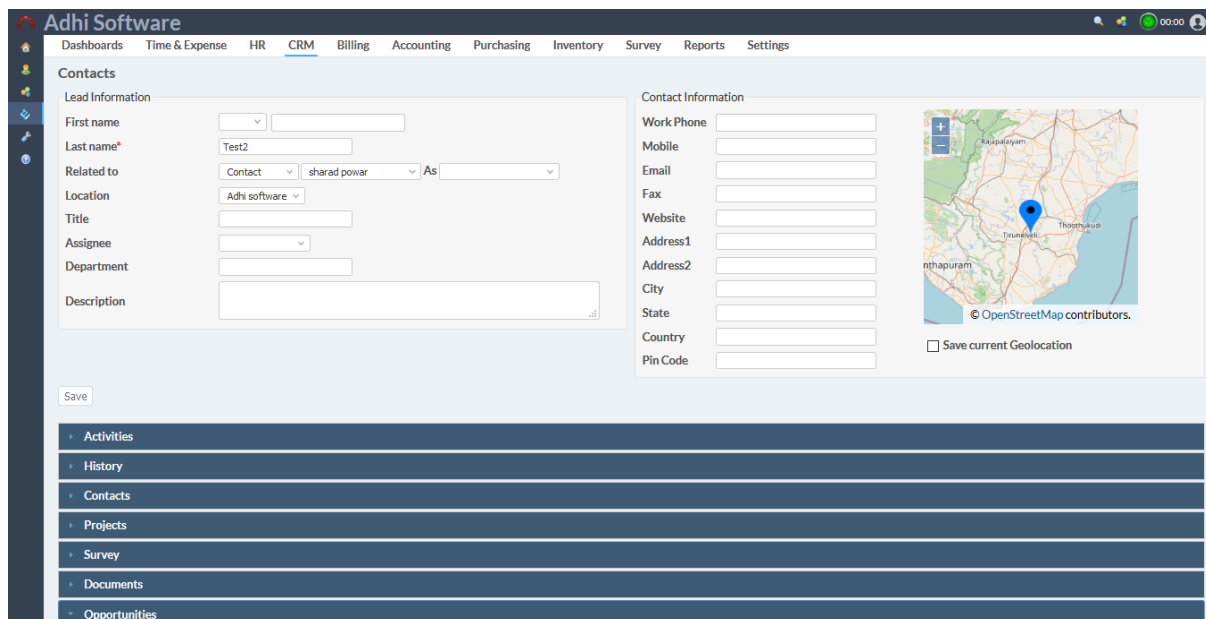 Adhi Software
00:00
Dashboards Time & Expense HR CRM Billing Accounting Purchasing Inventory Survey Reports Settings
Contacts
Lead Information
First name
Last name* Test2
Related to Contact sharad powar As
Location Adhi software
Title
Assignee
Department
Description
Contact Information
Work Phone
Mobile
Email
Fax
Website
Address1
Address2
City
State
Country
Pin Code
+
−
Rajapalaiyam
Thoothukudi
Tirunelveli
nthapuram
© OpenStreetMap contributors.
Save current Geolocation
Save
Activities
History
Contacts
Projects
Survey
Documents
Opportunities